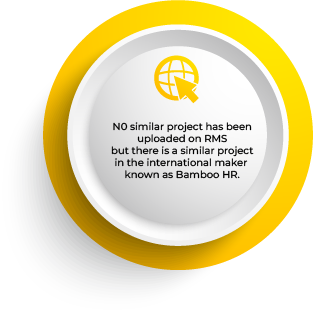 N0 similar project has been
uploaded on RMS
but there is a similar project
in the international maker
known as Bamboo HR.